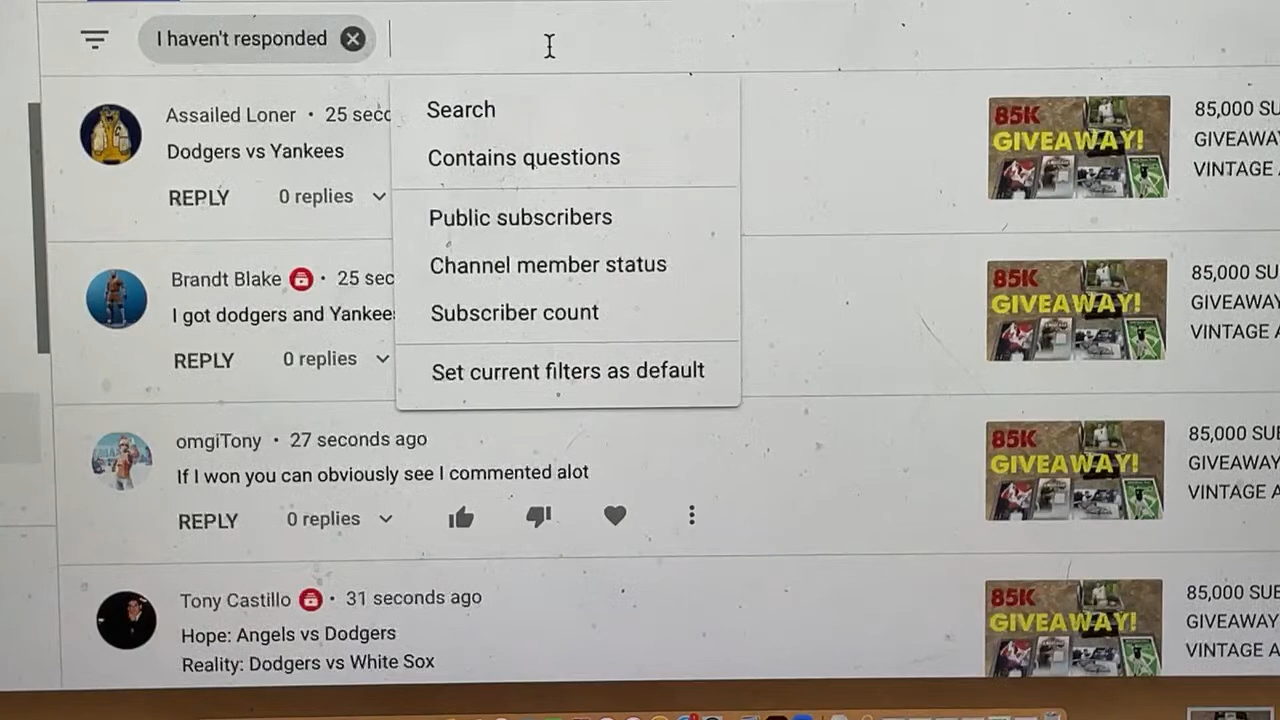 I haven't responded
Assailed Loner • 25 sec
Dodgers vs Yankees
REPLY 0 replies
Search
Contains questions
Public subscribers
Channel member status
Subscriber count
Set current filters as default
85K
GIVEAWAY!
85,000 SU
GIVEAWA
VINTAGE A
Brandt Blake • 25 sec
I got dodgers and Yankee
REPLY 0 replies
85K
GIVEAWAY!
85,000 SU
GIVEAWAY
VINTAGE A
omgiTony • 27 seconds ago
If I won you can obviously see I commented alot
REPLY 0 replies
85K
GIVEAWAY!
85,000 SUE
GIVEAWAY
VINTAGE A
Tony Castillo • 31 seconds ago
Hope: Angels vs Dodgers
Reality: Dodgers vs White Sox
85K
GIVEAWAY!
85,000 SUE
GIVEAWAY
VINTAGE A